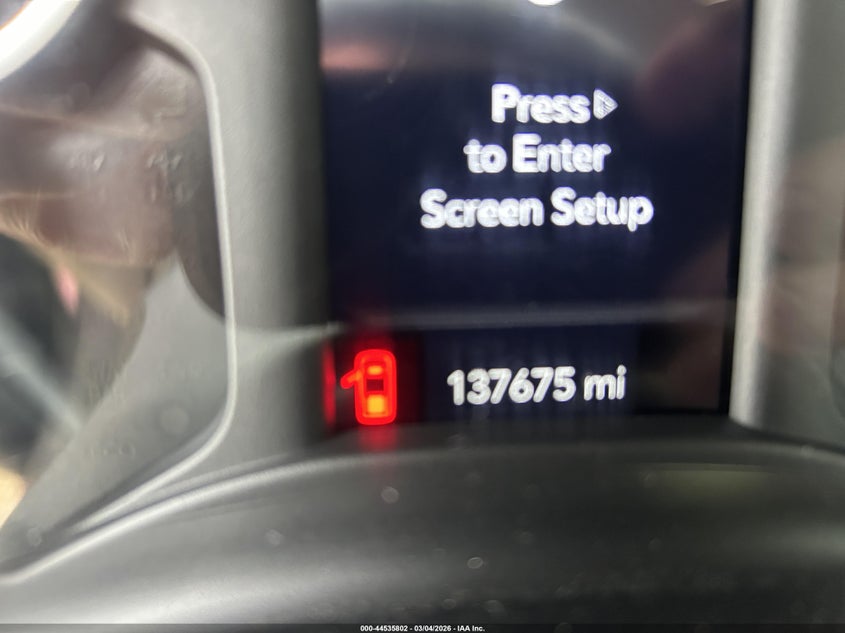 Press
to Enter
Screen Setup
137675 mi
000-44535802 - 03/04/2026 - IAA Inc.